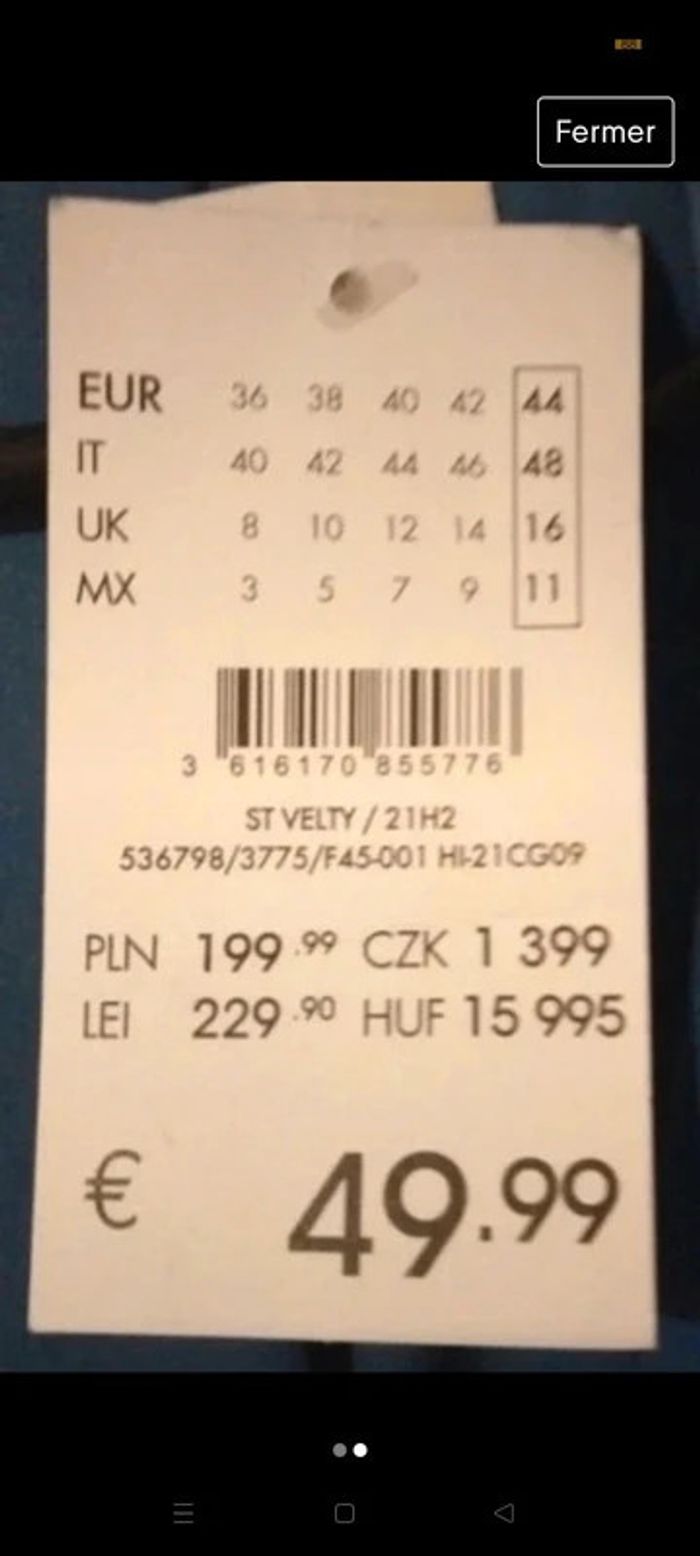 Fermer
EUR 36 38 40 42 44
IT 40 42 44 46 48
UK 8 10 12 14 16
MX 3 5 7 9 11
3 616170 855776
ST VELTY / 21H2
536798/3775/F45-001 HI-21CG09
PLN 199.99 CZK 1 399
LEI 229.90 HUF 15 995
€ 49.99